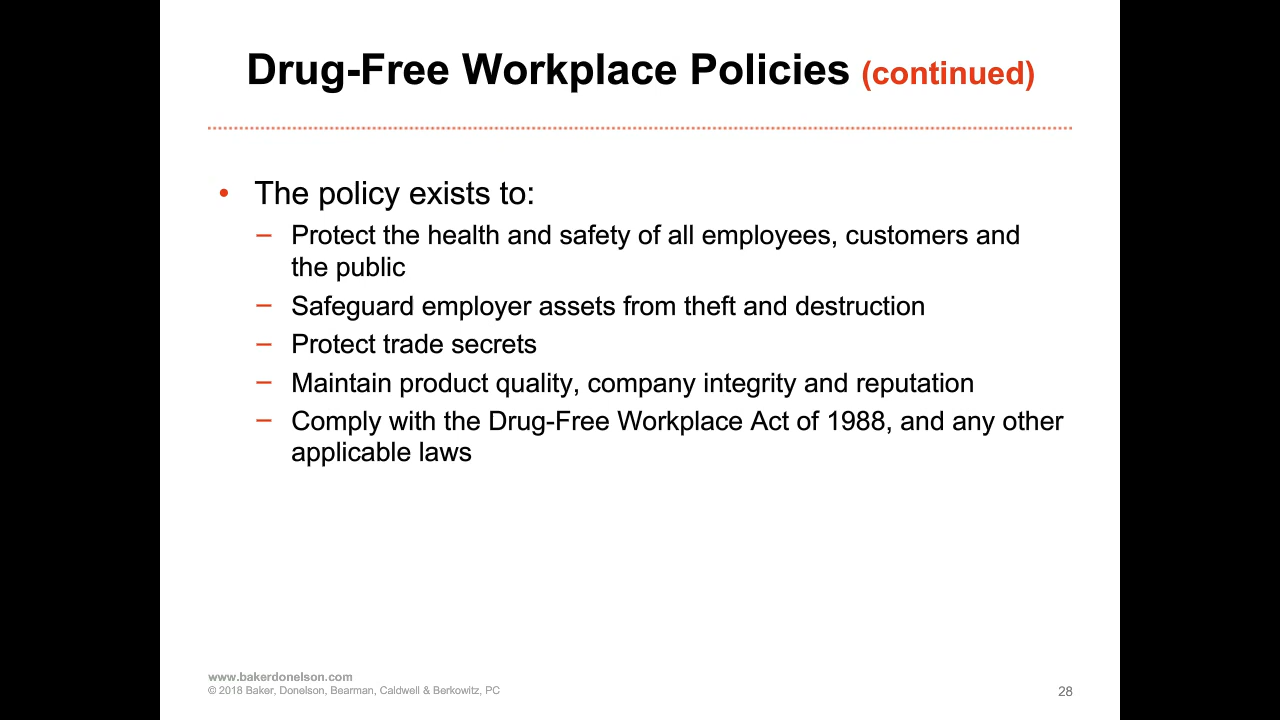 Drug-Free Workplace Policies (continued)
• The policy exists to:
– Protect the health and safety of all employees, customers and
the public
– Safeguard employer assets from theft and destruction
– Protect trade secrets
– Maintain product quality, company integrity and reputation
– Comply with the Drug-Free Workplace Act of 1988, and any other
applicable laws
www.bakerdonelson.com
© 2018 Baker, Donelson, Bearman, Caldwell & Berkowitz, PC
28